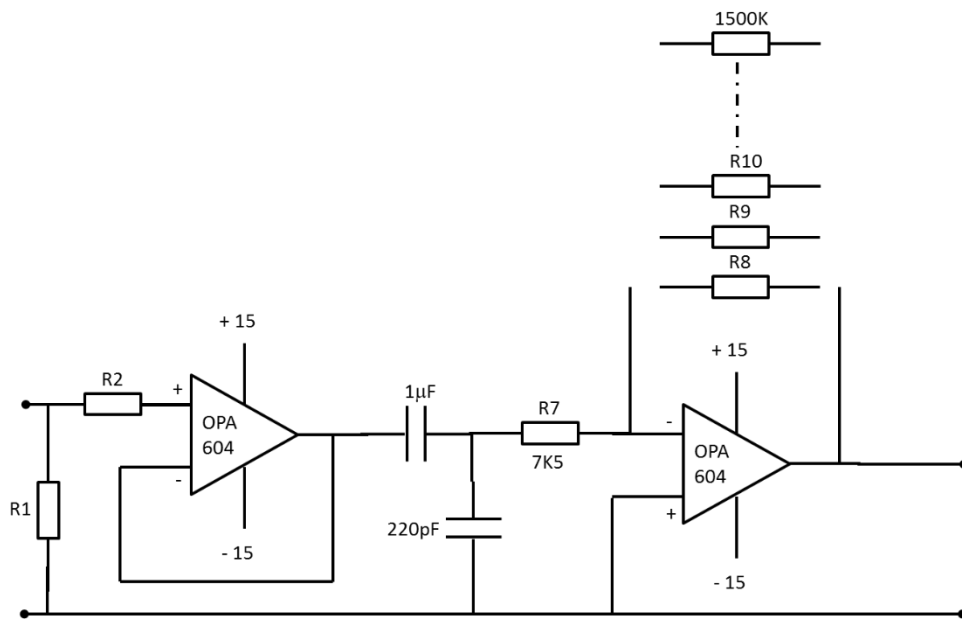 1500K
R10
R9
R8
+ 15
+ 15
R2
1µF
R7
+
-
OPA
604
OPA
604
7K5
R1
-
+
220pF
- 15
- 15